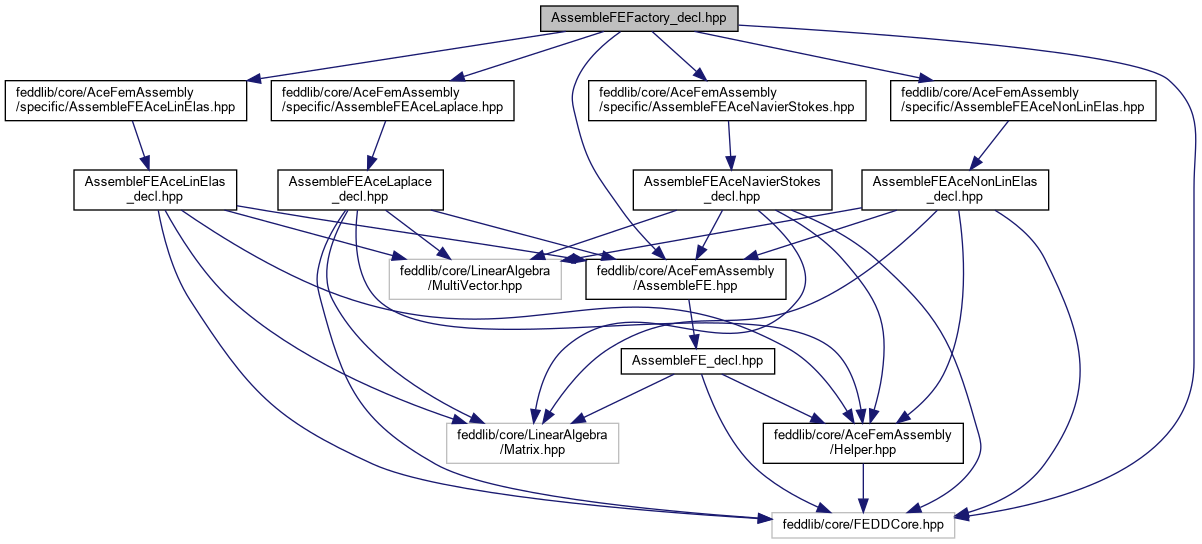 AssembleFEFactory_decl.hpp
feddlib/core/AceFemAssembly
/specific/AssembleFEAceLinElas.hpp
feddlib/core/AceFemAssembly
/specific/AssembleFEAceLaplace.hpp
feddlib/core/AceFemAssembly
/specific/AssembleFEAceNavierStokes.hpp
feddlib/core/AceFemAssembly
/specific/AssembleFEAceNonLinElas.hpp
AssembleFEAceLinElas
_decl.hpp
AssembleFEAceLaplace
_decl.hpp
AssembleFEAceNavierStokes
_decl.hpp
AssembleFEAceNonLinElas
_decl.hpp
feddlib/core/LinearAlgebra
/MultiVector.hpp
feddlib/core/AceFemAssembly
/AssembleFE.hpp
AssembleFE_decl.hpp
feddlib/core/LinearAlgebra
/Matrix.hpp
feddlib/core/AceFemAssembly
/Helper.hpp
feddlib/core/FEDDCore.hpp